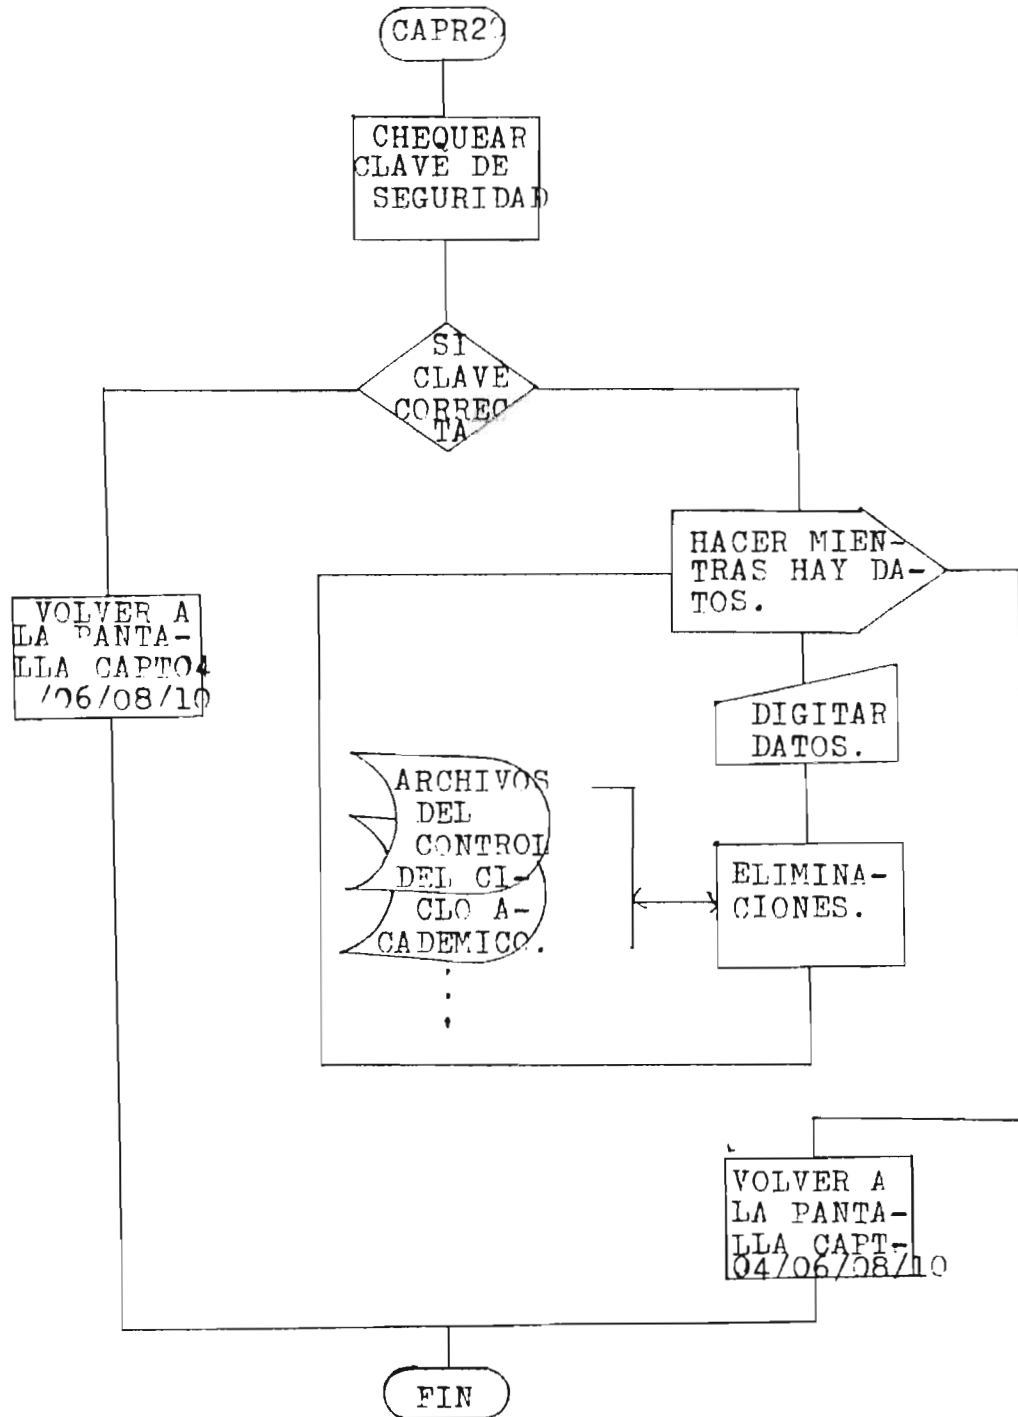 CHEQUEAR
CLAVE DE
SEGURIDAD
SI
CLAVE
CORREC
TA
HACER MIEN-
TRAS HAY DA-
TOS.
VOLVER A
LA PANTA-
LLA CAPT04
/06/08/10
DIGITAR
DATOS.
ARCHIVOS
DEL
CONTROL
DEL CI-
CLO A-
CADEMICO.
ELIMINA-
CIONES.
VOLVER A
LA PANTA-
LLA CAPT-
04/06/08/10
FIN